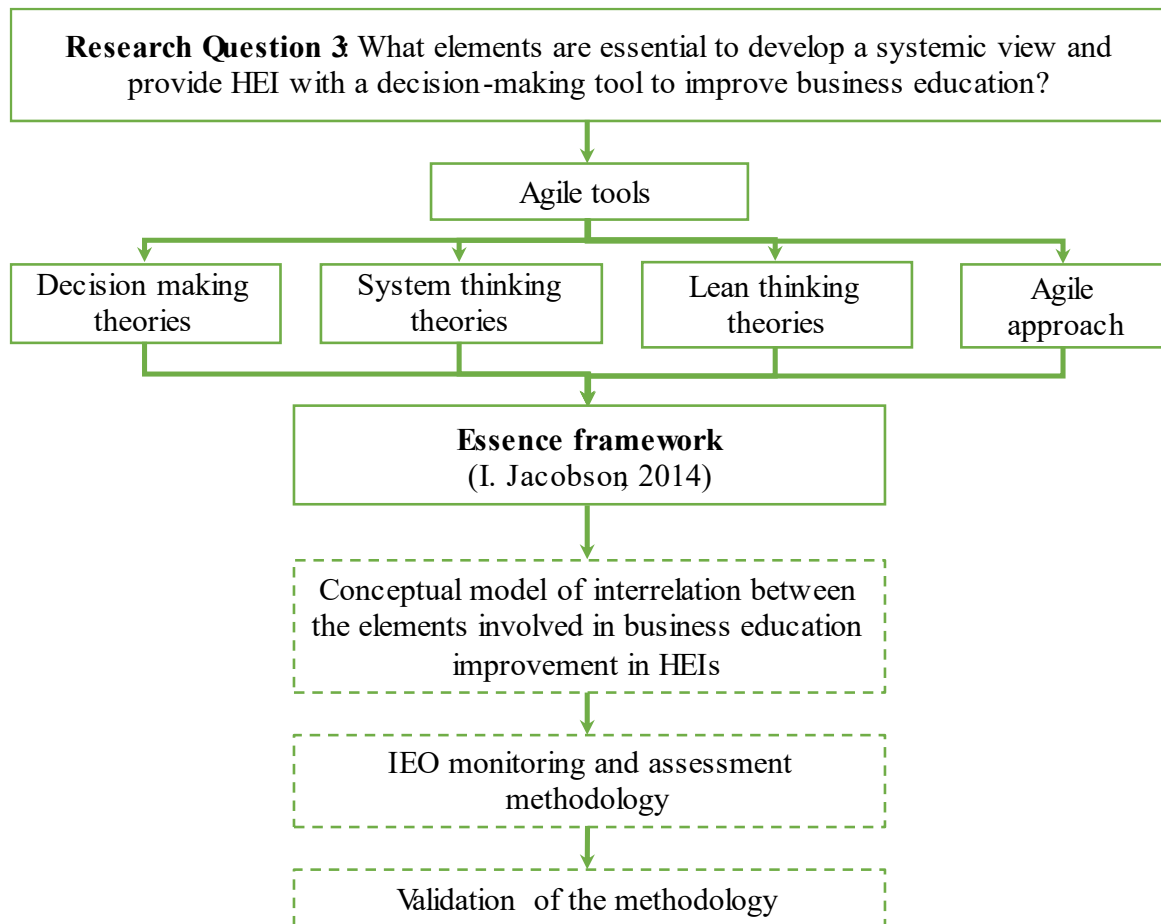 Research Question 3: What elements are essential to develop a systemic view and
provide HEI with a decision-making tool to improve business education?
Agile tools
Decision making
theories
System thinking
theories
Lean thinking
theories
Agile
approach
Essence framework
(I. Jacobson, 2014)
Conceptual model of interrelation between
the elements involved in business education
improvement in HEIs
IEO monitoring and assessment
methodology
Validation of the methodology